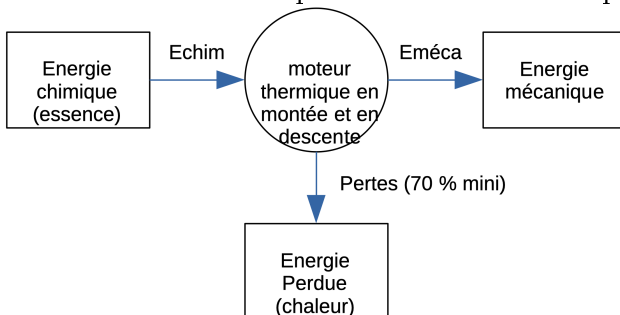 Echim
Eméca
Energie
chimique
(essence)
moteur
thermique en
montée et en
descente
Energie
mécanique
Pertes (70 % mini)
Energie
Perdue
(chaleur)